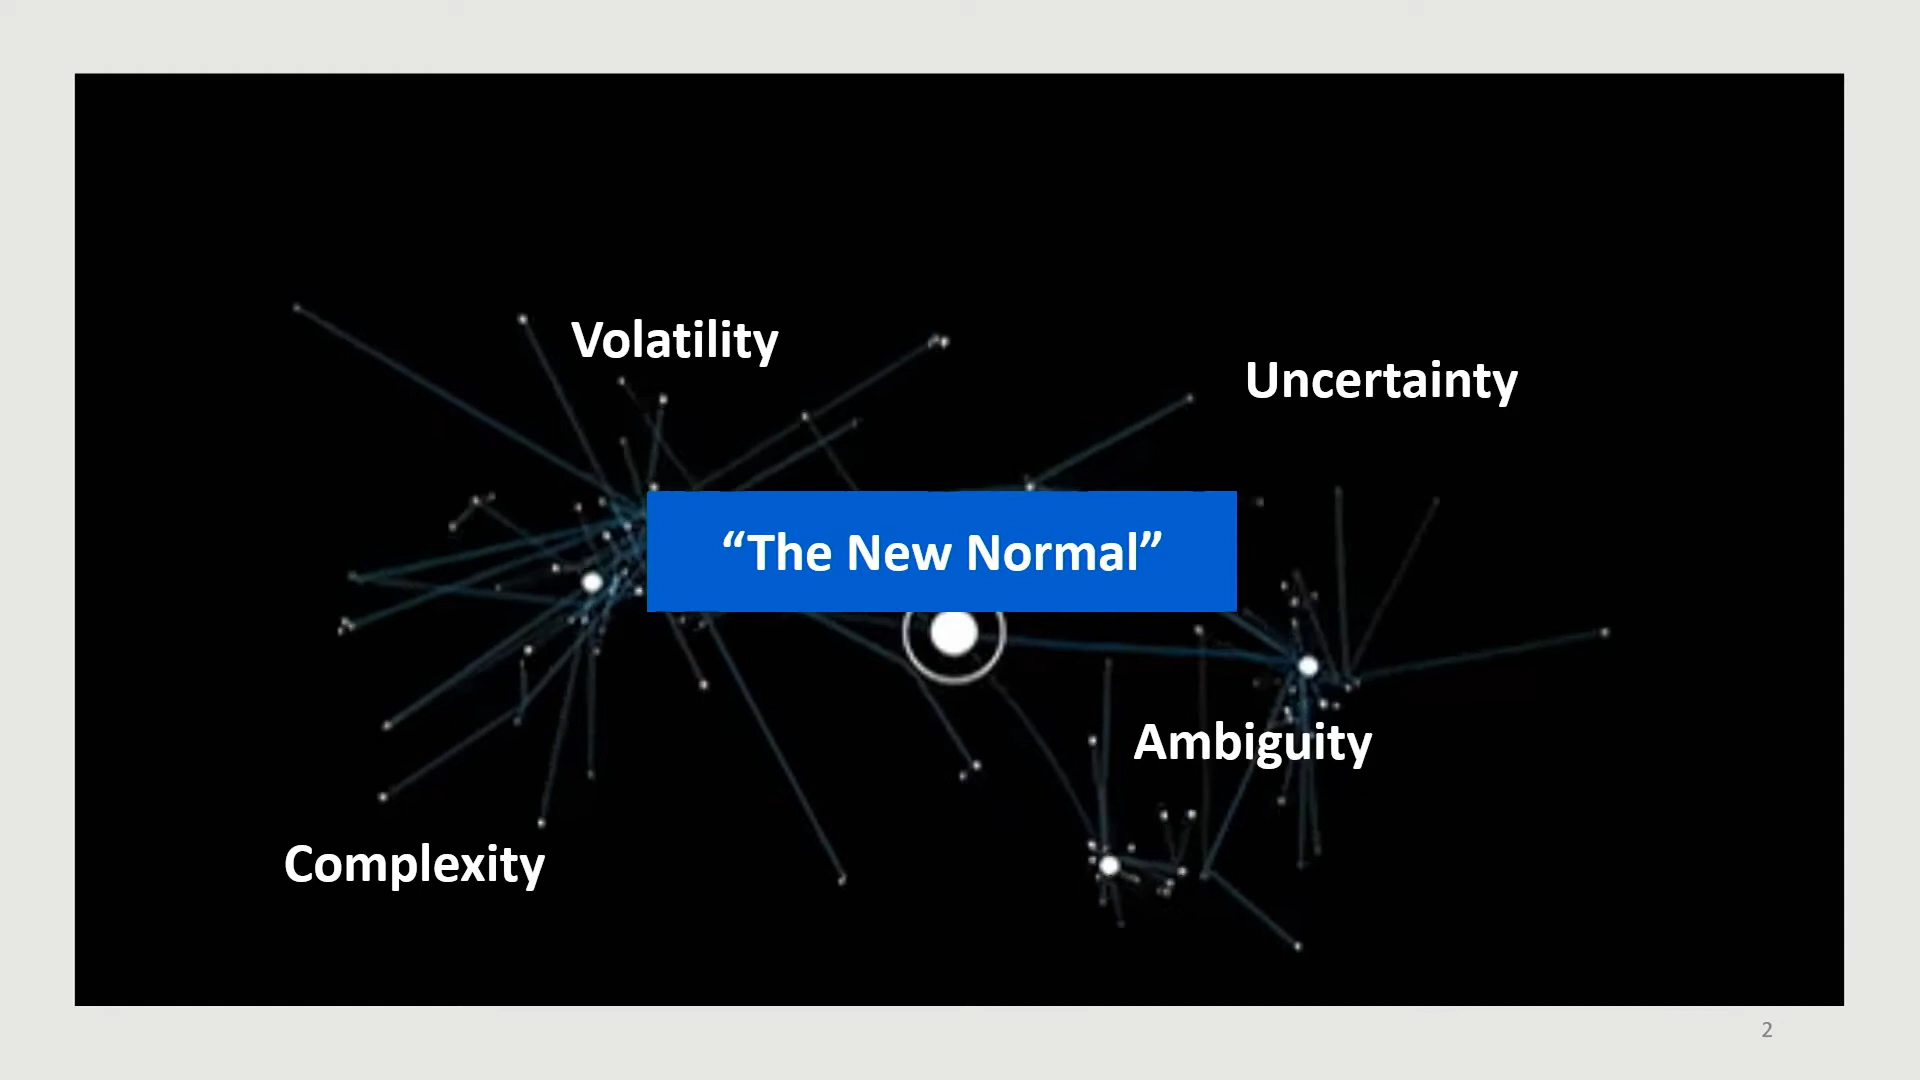 Volatility
Uncertainty
“The New Normal”
Ambiguity
Complexity
2